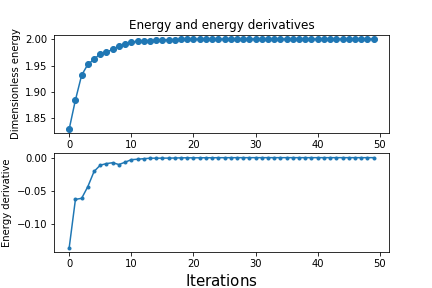 Energy and energy derivatives
Dimensionless energy
2.00
1.95
1.90
1.85
0 10 20 30 40 50
Energy derivative
0.00
−0.05
−0.10
0 10 20 30 40 50
Iterations